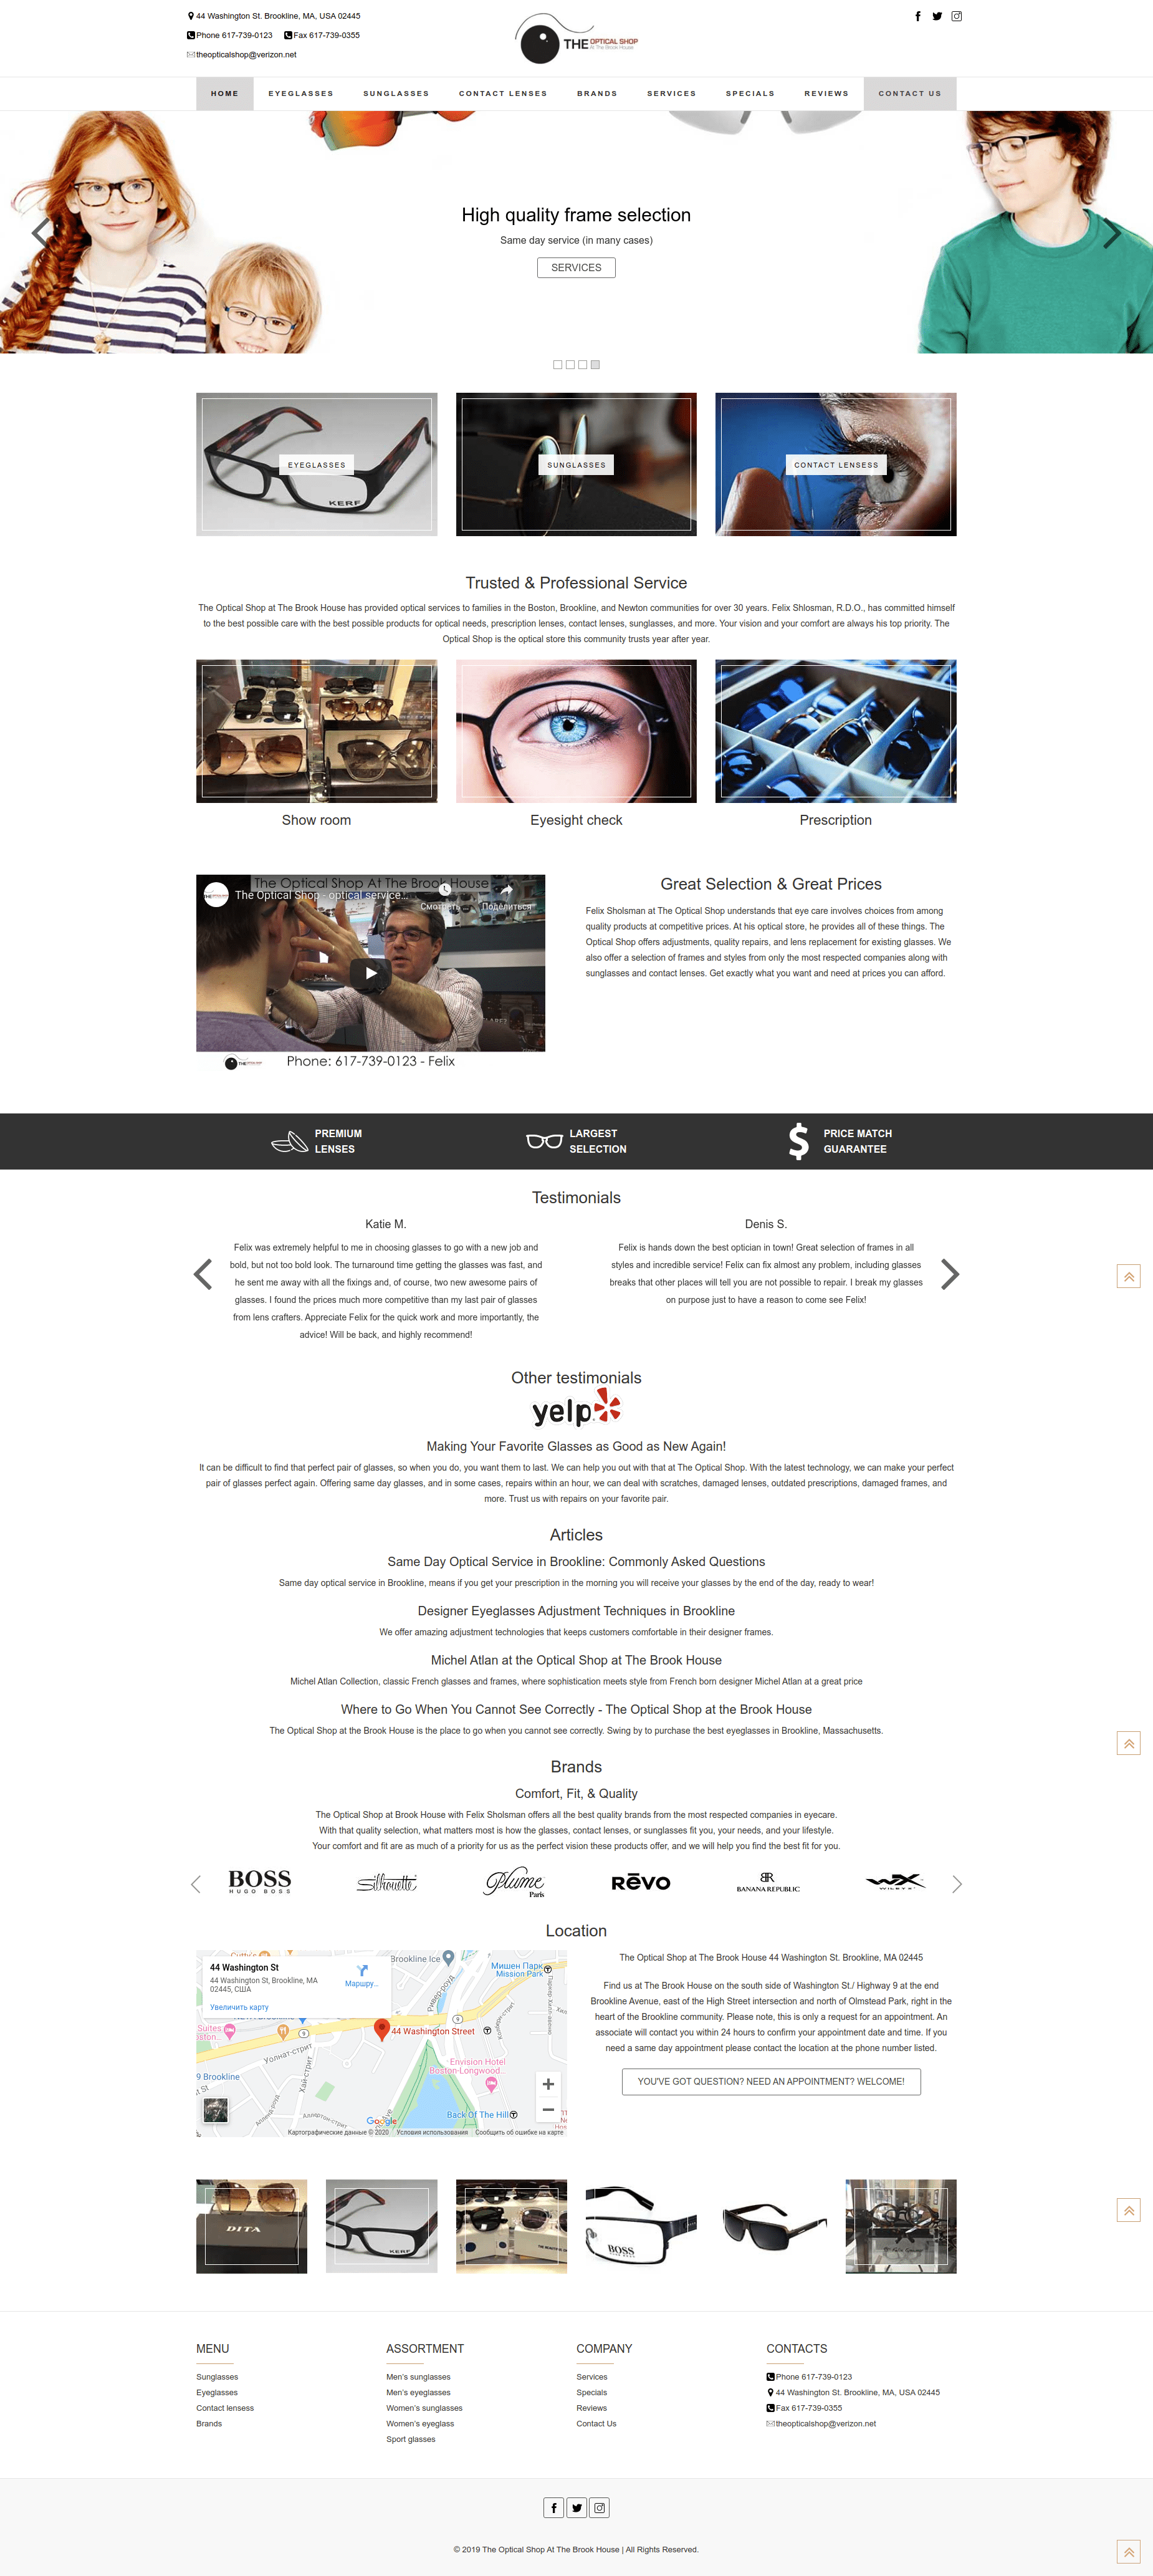 44 Washington St. Brookline, MA, USA 02445
Phone 617-739-0123 Fax 617-739-0355
theopticalshop@verizon.net
THE OPTICAL SHOP
At The Brook House
HOME EYEGLASSES SUNGLASSES CONTACT LENSES BRANDS SERVICES SPECIALS REVIEWS CONTACT US
High quality frame selection
Same day service (in many cases)
SERVICES
EYEGLASSES
KERF
SUNGLASSES
CONTACT LENSESS
Trusted & Professional Service
The Optical Shop at The Brook House has provided optical services to families in the Boston, Brookline, and Newton communities for over 30 years. Felix Shlosman, R.D.O., has committed himself
to the best possible care with the best possible products for optical needs, prescription lenses, contact lenses, sunglasses, and more. Your vision and your comfort are always his top priority. The
Optical Shop is the optical store this community trusts year after year.
Show room
Eyesight check
Prescription
The Optical Shop At The Brook House
The Optical Shop - optical service...
Смотреть
Поделиться
Phone: 617-739-0123 - Felix
Great Selection & Great Prices
Felix Sholsman at The Optical Shop understands that eye care involves choices from among
quality products at competitive prices. At his optical store, he provides all of these things. The
Optical Shop offers adjustments, quality repairs, and lens replacement for existing glasses. We
also offer a selection of frames and styles from only the most respected companies along with
sunglasses and contact lenses. Get exactly what you want and need at prices you can afford.
PREMIUM
LENSES
LARGEST
SELECTION
PRICE MATCH
GUARANTEE
Testimonials
Katie M.
Felix was extremely helpful to me in choosing glasses to go with a new job and
bold, but not too bold look. The turnaround time getting the glasses was fast, and
he sent me away with all the fixings and, of course, two new awesome pairs of
glasses. I found the prices much more competitive than my last pair of glasses
from lens crafters. Appreciate Felix for the quick work and more importantly, the
advice! Will be back, and highly recommend!
Denis S.
Felix is hands down the best optician in town! Great selection of frames in all
styles and incredible service! Felix can fix almost any problem, including glasses
breaks that other places will tell you are not possible to repair. I break my glasses
on purpose just to have a reason to come see Felix!
Other testimonials
yelp
Making Your Favorite Glasses as Good as New Again!
It can be difficult to find that perfect pair of glasses, so when you do, you want them to last. We can help you out with that at The Optical Shop. With the latest technology, we can make your perfect
pair of glasses perfect again. Offering same day glasses, and in some cases, repairs within an hour, we can deal with scratches, damaged lenses, outdated prescriptions, damaged frames, and
more. Trust us with repairs on your favorite pair.
Articles
Same Day Optical Service in Brookline: Commonly Asked Questions
Same day optical service in Brookline, means if you get your prescription in the morning you will receive your glasses by the end of the day, ready to wear!
Designer Eyeglasses Adjustment Techniques in Brookline
We offer amazing adjustment technologies that keeps customers comfortable in their designer frames.
Michel Atlan at the Optical Shop at The Brook House
Michel Atlan Collection, classic French glasses and frames, where sophistication meets style from French born designer Michel Atlan at a great price
Where to Go When You Cannot See Correctly - The Optical Shop at the Brook House
The Optical Shop at the Brook House is the place to go when you cannot see correctly. Swing by to purchase the best eyeglasses in Brookline, Massachusetts.
Brands
Comfort, Fit, & Quality
The Optical Shop at Brook House with Felix Sholsman offers all the best quality brands from the most respected companies in eyecare.
With that quality selection, what matters most is how the glasses, contact lenses, or sunglasses fit you, your needs, and your lifestyle.
Your comfort and fit are as much of a priority for us as the perfect vision these products offer, and we will help you find the best fit for you.
BOSS
HUGO BOSS
Silhouette
Plume
Paris
RĒVO
BANANA REPUBLIC
WX
WILEY X
Location
44 Washington St
44 Washington St, Brookline, MA
02445, США
Увеличить карту
Маршру...
Brookline Ice
Мишен Парк
Mission Park
Ривер-роуд
44 Washington Street
Уолнат-стрит
Хай-стрит
Envision Hotel
Boston-Longwood...
9 Brookline
Back Of The Hill
Google
Картографические данные © 2020 Условия использования Сообщить об ошибке на карте
The Optical Shop at The Brook House 44 Washington St. Brookline, MA 02445
Find us at The Brook House on the south side of Washington St./ Highway 9 at the end
Brookline Avenue, east of the High Street intersection and north of Olmstead Park, right in the
heart of the Brookline community. Please note, this is only a request for an appointment. An
associate will contact you within 24 hours to confirm your appointment date and time. If you
need a same day appointment please contact the location at the phone number listed.
YOU'VE GOT QUESTION? NEED AN APPOINTMENT? WELCOME!
DITA
KERF
BOSS
MENU
Sunglasses
Eyeglasses
Contact lensess
Brands
ASSORTMENT
Men's sunglasses
Men's eyeglasses
Women's sunglasses
Women's eyeglass
Sport glasses
COMPANY
Services
Specials
Reviews
Contact Us
CONTACTS
Phone 617-739-0123
44 Washington St. Brookline, MA, USA 02445
Fax 617-739-0355
theopticalshop@verizon.net
© 2019 The Optical Shop At The Brook House | All Rights Reserved.